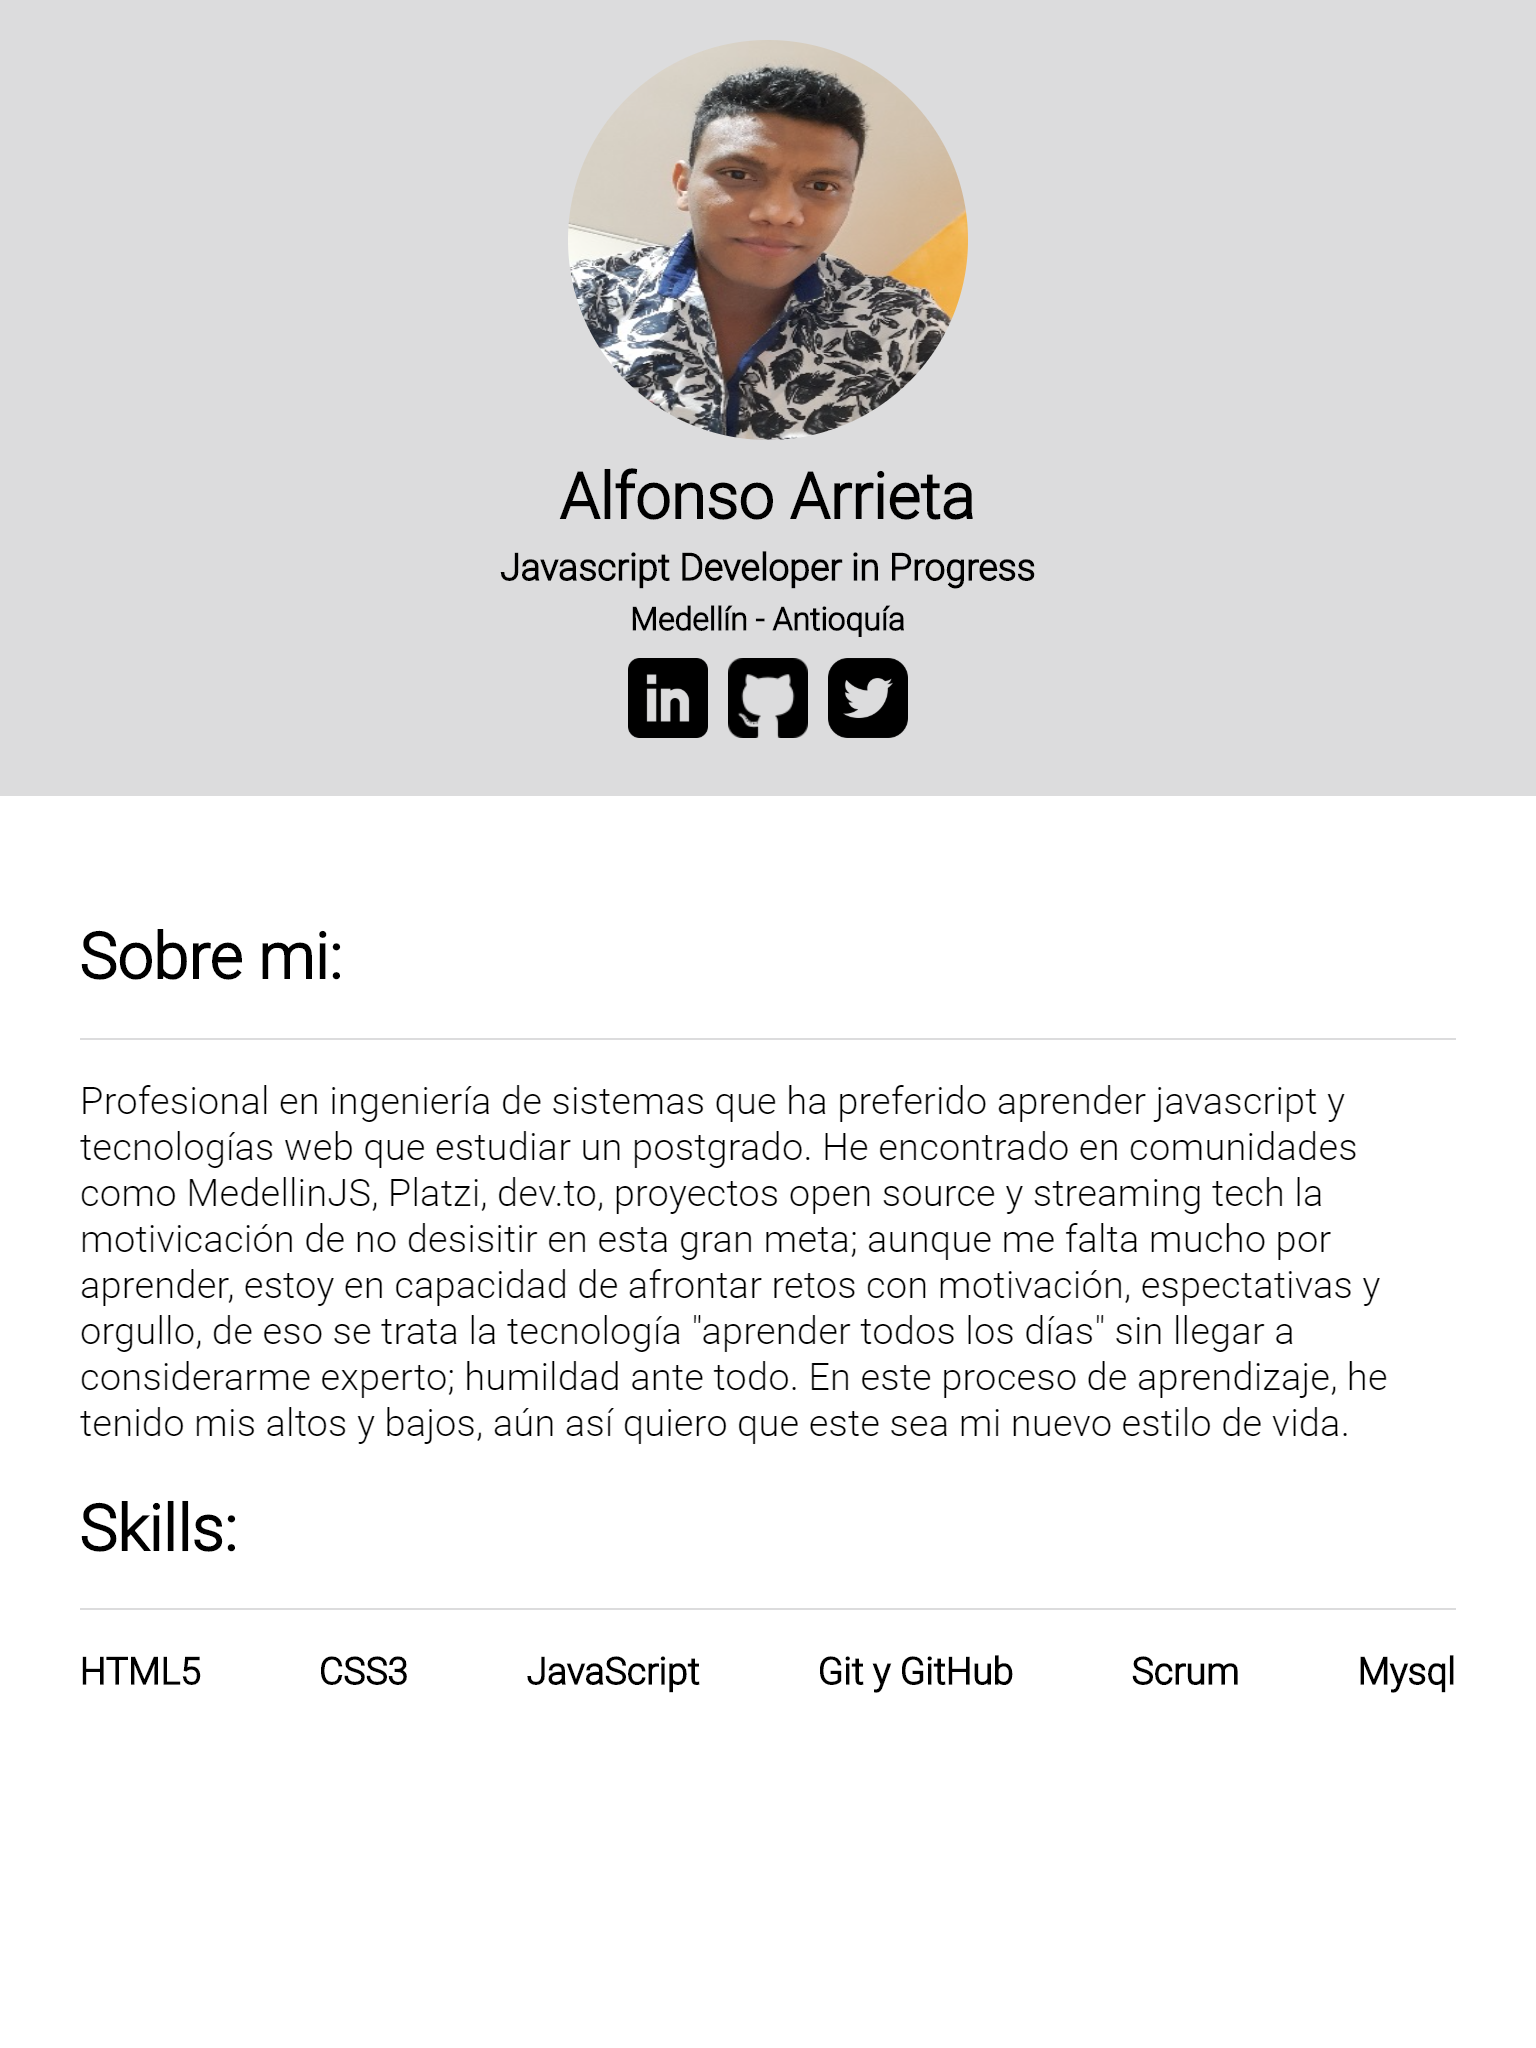 Alfonso Arrieta
Javascript Developer in Progress
Medellín - Antioquía
in
Sobre mi:
Profesional en ingeniería de sistemas que ha preferido aprender javascript y
tecnologías web que estudiar un postgrado. He encontrado en comunidades
como MedellinJS, Platzi, dev.to, proyectos open source y streaming tech la
motivicación de no desisitir en esta gran meta; aunque me falta mucho por
aprender, estoy en capacidad de afrontar retos con motivación, espectativas y
orgullo, de eso se trata la tecnología "aprender todos los días" sin llegar a
considerarme experto; humildad ante todo. En este proceso de aprendizaje, he
tenido mis altos y bajos, aún así quiero que este sea mi nuevo estilo de vida.
Skills:
HTML5 CSS3 JavaScript Git y GitHub Scrum Mysql